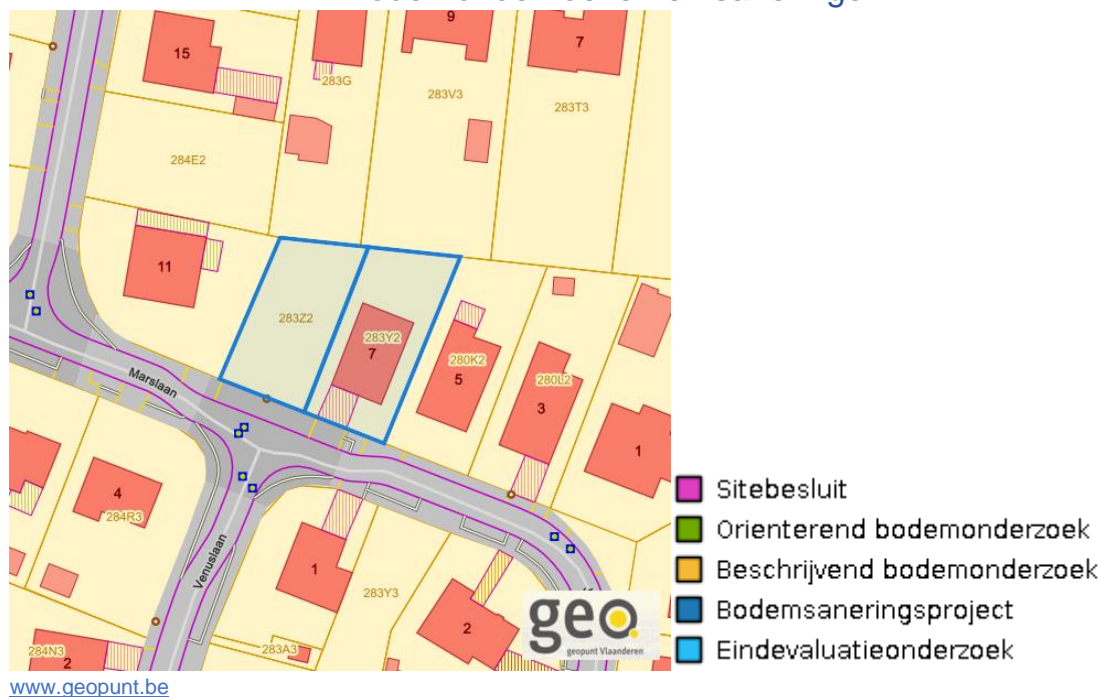 15
9
7
283G
283V3
283T3
284E2
11
283Z2
283Y2
7
280K2
5
280L2
3
1
Marslaan
4
284R3
Venuslaan
1
283Y3
2
284N3
2
283A3
geo
geopunt Vlaanderen
Sitebesluit
Orienterend bodemonderzoek
Beschrijvend bodemonderzoek
Bodemsaneringsproject
Eindevaluatieonderzoek
www.geopunt.be